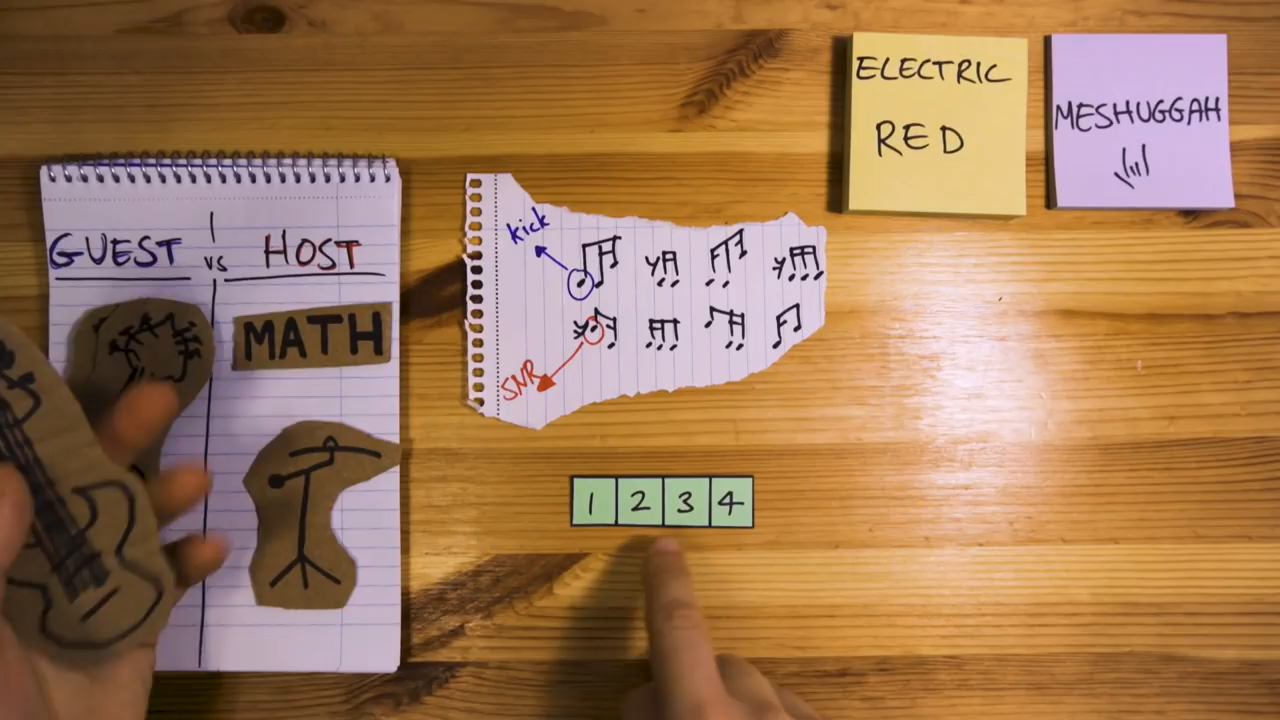 ELECTRIC
RED
MESHUGGAH
GUEST vs HOST
MATH
kick
SNR
1 2 3 4